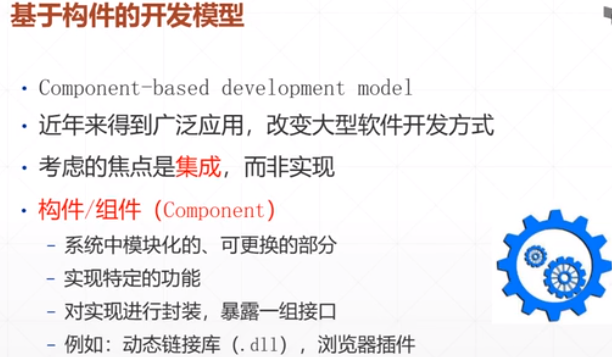 基于构件的开发模型
• Component-based development model
• 近年来得到广泛应用，改变大型软件开发方式
• 考虑的焦点是集成，而非实现
• 构件/组件（Component）
– 系统中模块化的、可更换的部分
– 实现特定的功能
– 对实现进行封装，暴露一组接口
– 例如：动态链接库（.dll），浏览器插件